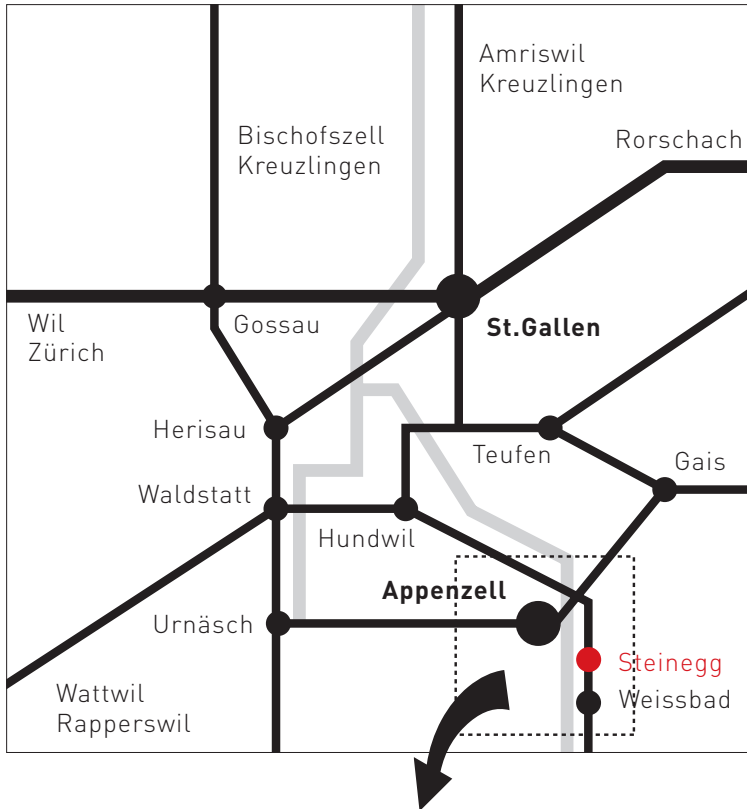 Amriswil
Kreuzlingen
Bischofszell
Kreuzlingen
Rorschach
Wil
Zürich
Gossau
St.Gallen
Herisau
Teufen
Gais
Waldstatt
Hundwil
Appenzell
Urnäsch
Steinegg
Weissbad
Wattwil
Rapperswil